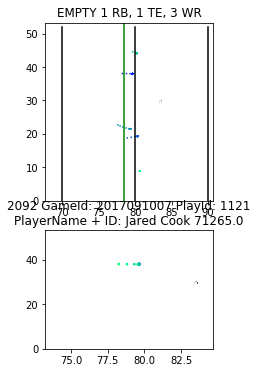 EMPTY 1 RB, 1 TE, 3 WR
50
40
30
20
10
0
70 75 80 85 90
2092 GameId: 2017091007 PlayId: 1121
PlayerName + ID: Jared Cook 71265.0
40
20
0
75.0 77.5 80.0 82.5